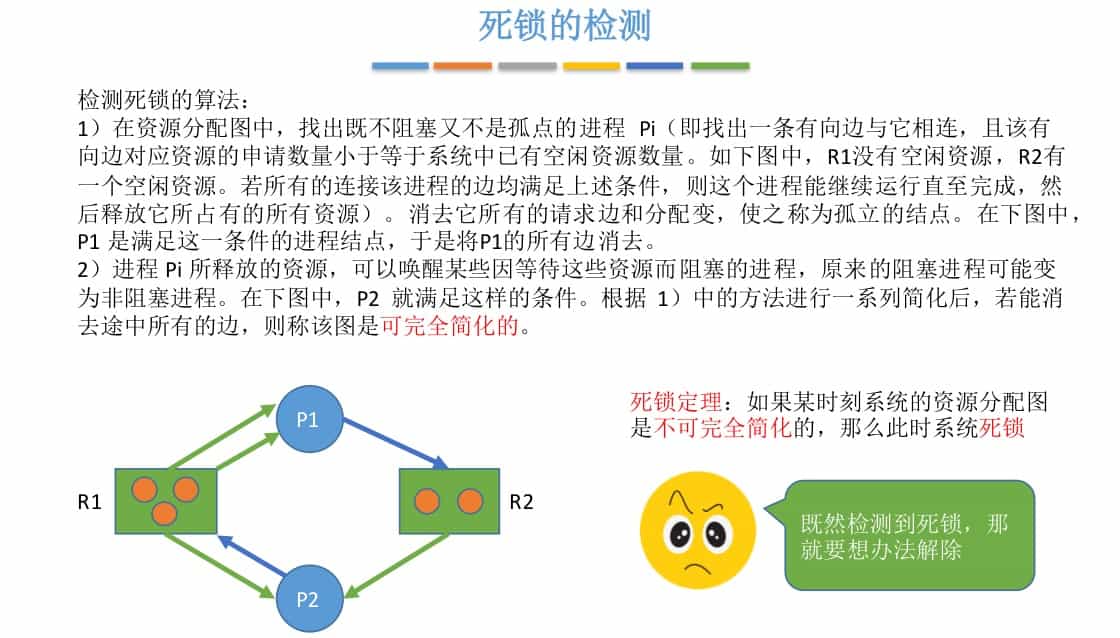 死锁的检测
检测死锁的算法：
1）在资源分配图中，找出既不阻塞又不是孤点的进程 Pi（即找出一条有向边与它相连，且该有
向边对应资源的申请数量小于等于系统中已有空闲资源数量。如下图中，R1没有空闲资源，R2有
一个空闲资源。若所有的连接该进程的边均满足上述条件，则这个进程能继续运行直至完成，然
后释放它所占有的所有资源）。消去它所有的请求边和分配变，使之称为孤立的结点。在下图中，
P1 是满足这一条件的进程结点，于是将P1的所有边消去。
2）进程 Pi 所释放的资源，可以唤醒某些因等待这些资源而阻塞的进程，原来的阻塞进程可能变
为非阻塞进程。在下图中，P2 就满足这样的条件。根据 1）中的方法进行一系列简化后，若能消
去途中所有的边，则称该图是可完全简化的。
P1
R1
R2
P2
死锁定理：如果某时刻系统的资源分配图
是不可完全简化的，那么此时系统死锁
既然检测到死锁，那
就要想办法解除